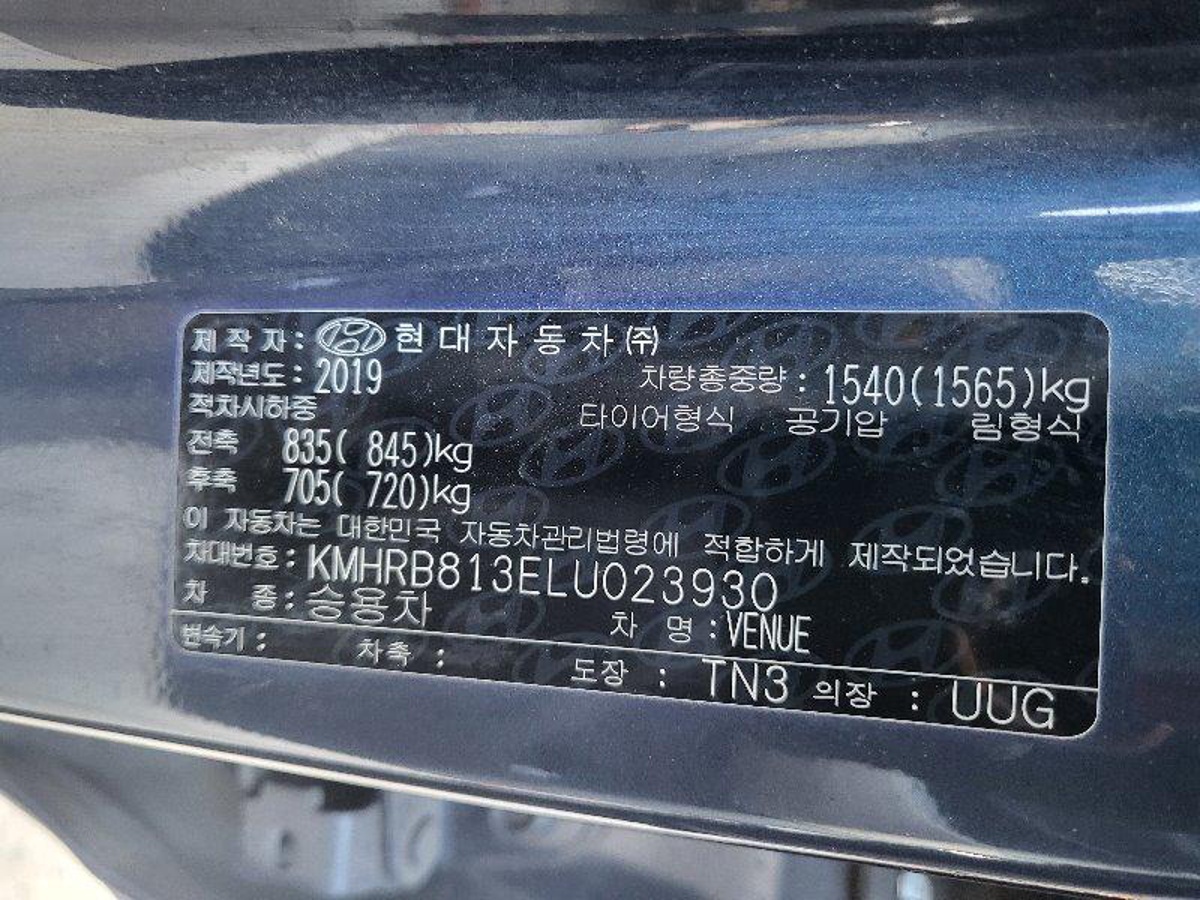 제작자: 현대자동차㈜
제작년도: 2019 차량총중량: 1540(1565)kg
적차시하중 타이어형식 공기압 림형식
전축 835( 845)kg
후축 705( 720)kg
이 자동차는 대한민국 자동차관리법령에 적합하게 제작되었습니다.
차대번호: KMHRB813ELU023930
차 종: 승용차 차 명: VENUE
변속기: 차축: 도장: TN3 의장: UUG